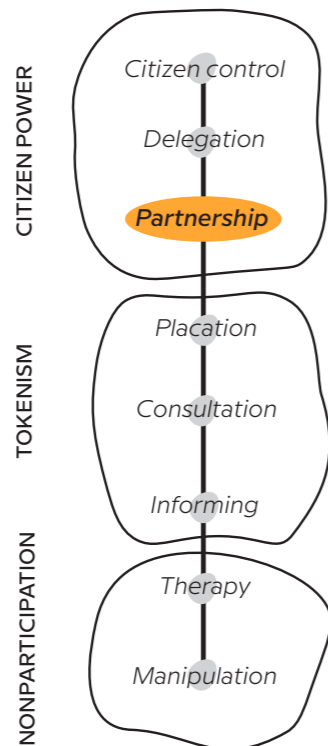 CITIZEN POWER
Citizen control
Delegation
Partnership
TOKENISM
Placation
Consultation
Informing
NONPARTICIPATION
Therapy
Manipulation